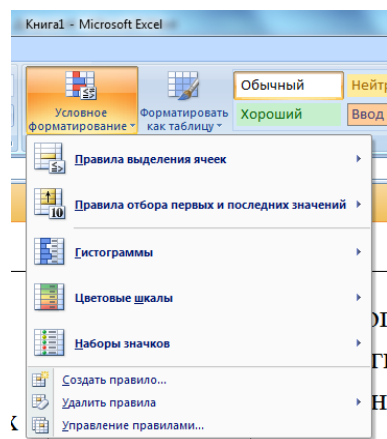 Книга1 - Microsoft Excel
Условное форматирование
Форматировать как таблицу
Обычный
Хороший
Ввод
Правила выделения ячеек
Правила отбора первых и последних значений
10
Гистограммы
Цветовые шкалы
Наборы значков
Создать правило...
Удалить правила
Управление правилами...